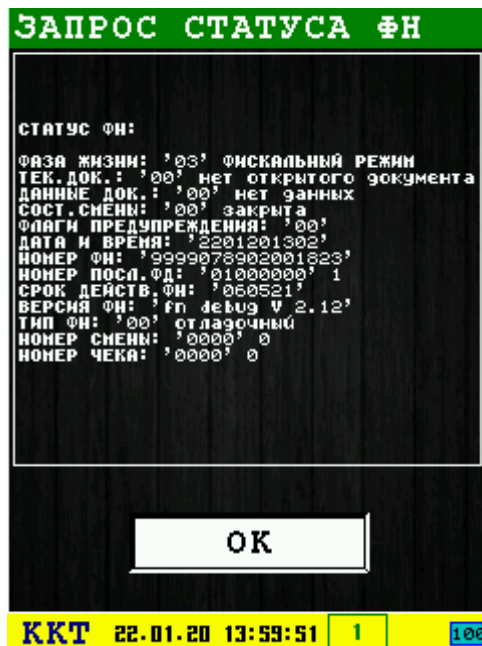 ЗАПРОС СТАТУСА ФН
СТАТУС ФН:
ФАЗА ЖИЗНИ: '03' ФИСКАЛЬНЫЙ РЕЖИМ
ТЕК.ДОК.: '00' нет открытого документа
ДАННЫЕ ДОК.: '00' нет данных
СОСТ.СМЕНЫ: '00' закрыта
ФЛАГИ ПРЕДУПРЕЖДЕНИЯ: '00'
ДАТА И ВРЕМЯ: '2201201302'
НОМЕР ФН: '9999078902001823'
НОМЕР ПОСЛ.ФД: '01000000' 1
СРОК ДЕЙСТВ.ФН: '060521'
ВЕРСИЯ ФН: 'fn debug V 2.12'
ТИП ФН: '00' отладочный
НОМЕР СМЕНЫ: '0000' 0
НОМЕР ЧЕКА: '0000' 0
OK
ККТ 22.01.20 13:59:51 1 100